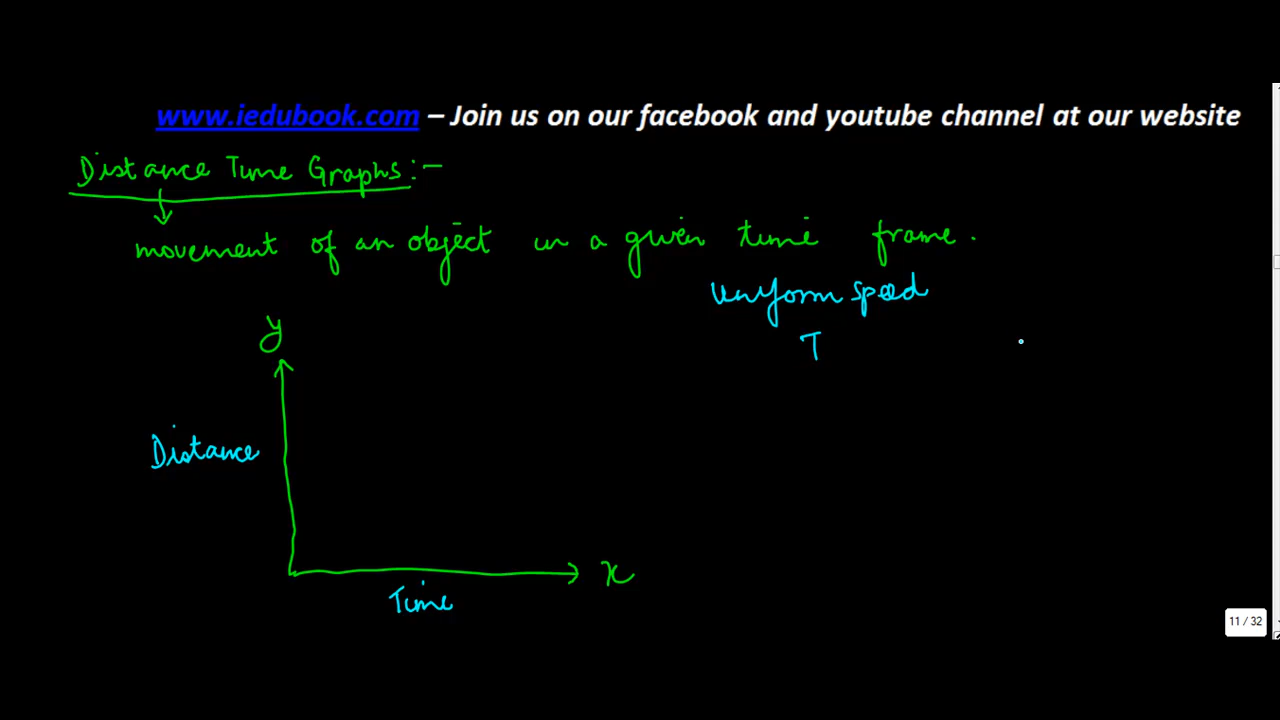 www.iedubook.com – Join us on our facebook and youtube channel at our website
Distance Time Graphs:-
movement of an object in a given time frame.
Uniform speed
T
y
Distance
x
Time
11 / 32